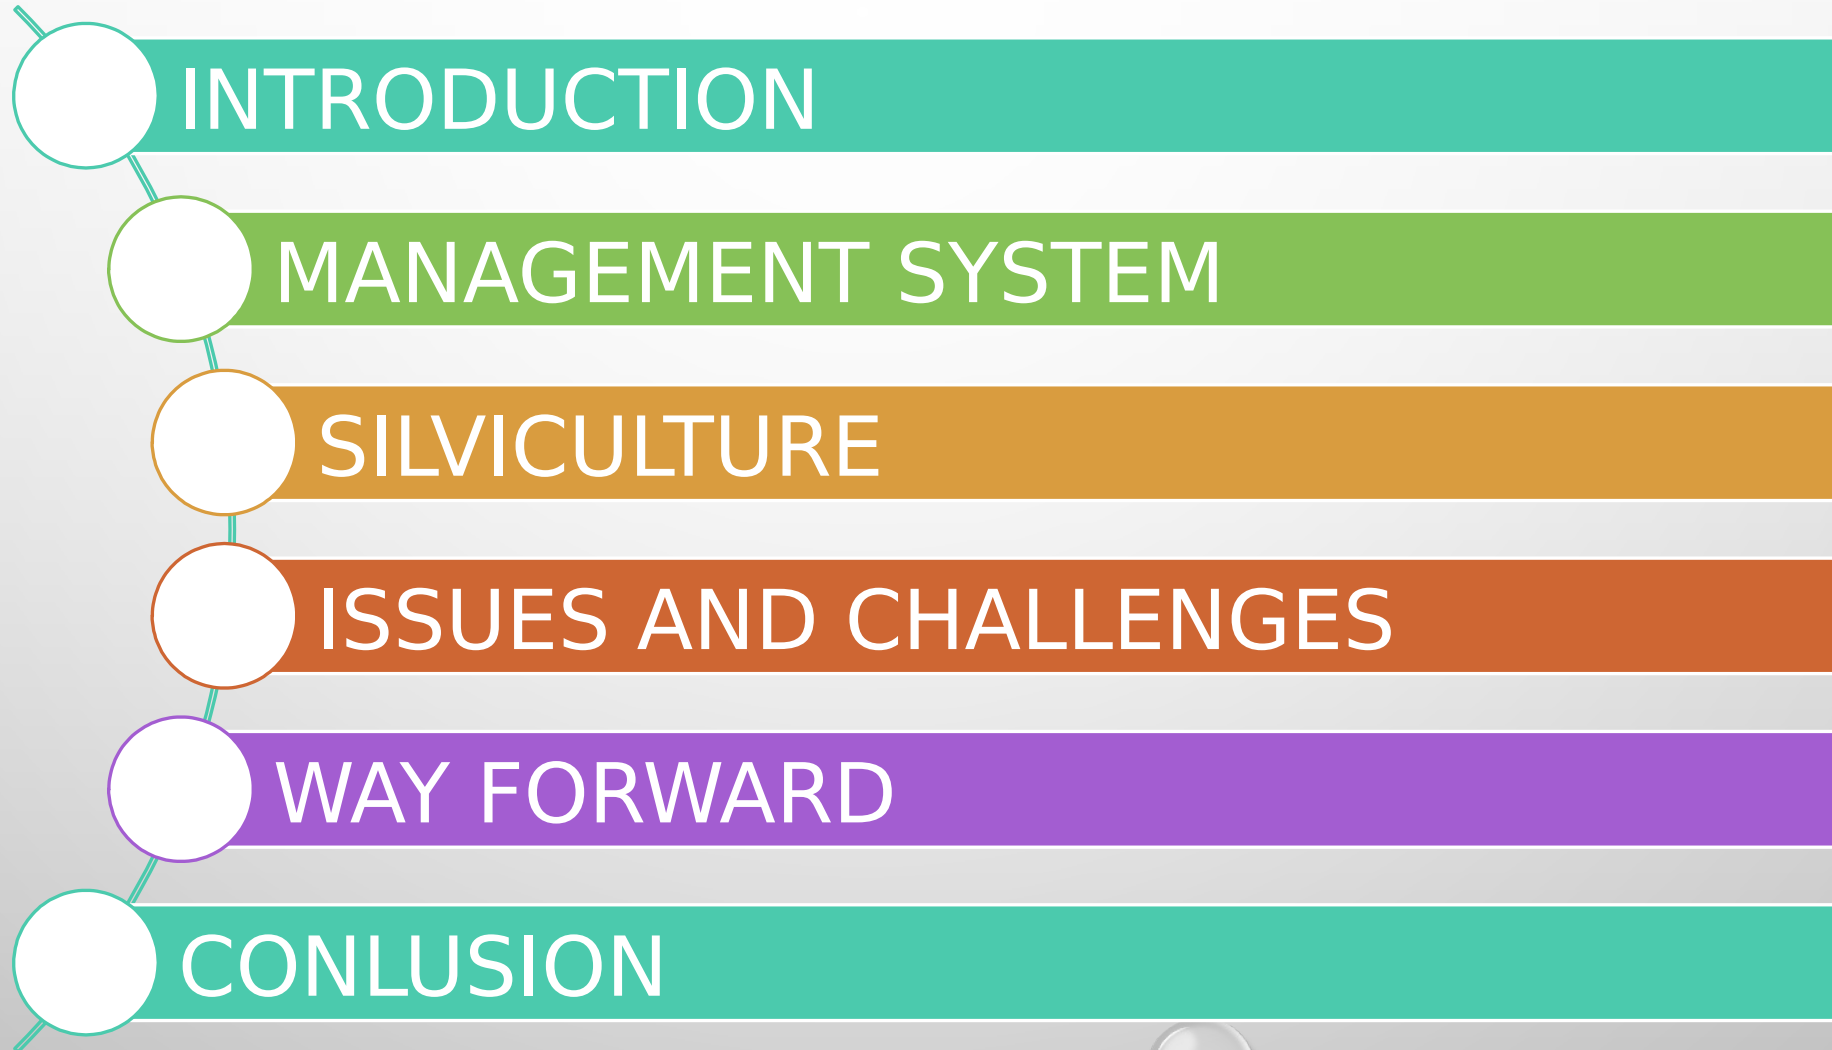 INTRODUCTION
MANAGEMENT SYSTEM
SILVICULTURE
ISSUES AND CHALLENGES
WAY FORWARD
CONLUSION